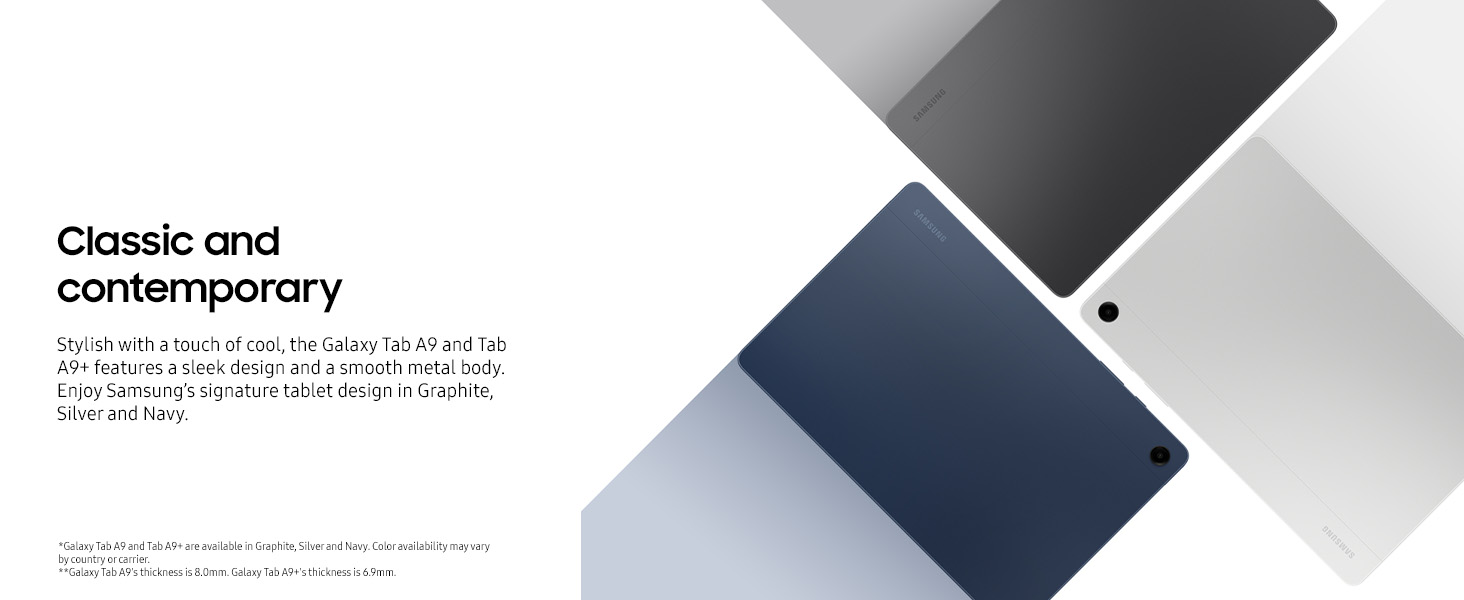 Classic and
contemporary
Stylish with a touch of cool, the Galaxy Tab A9 and Tab
A9+ features a sleek design and a smooth metal body.
Enjoy Samsung's signature tablet design in Graphite,
Silver and Navy.
*Galaxy Tab A9 and Tab A9+ are available in Graphite, Silver and Navy. Color availability may vary
by country or carrier.
**Galaxy Tab A9's thickness is 8.0mm. Galaxy Tab A9+'s thickness is 6.9mm.
SAMSUNG
SAMSUNG
SAMSUNG